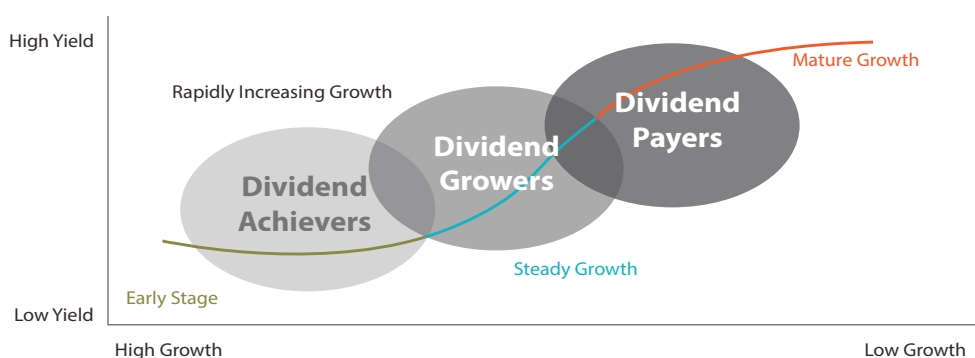 High Yield
Mature Growth
Rapidly Increasing Growth
Dividend
Payers
Dividend
Growers
Dividend
Achievers
Steady Growth
Early Stage
Low Yield
High Growth
Low Growth